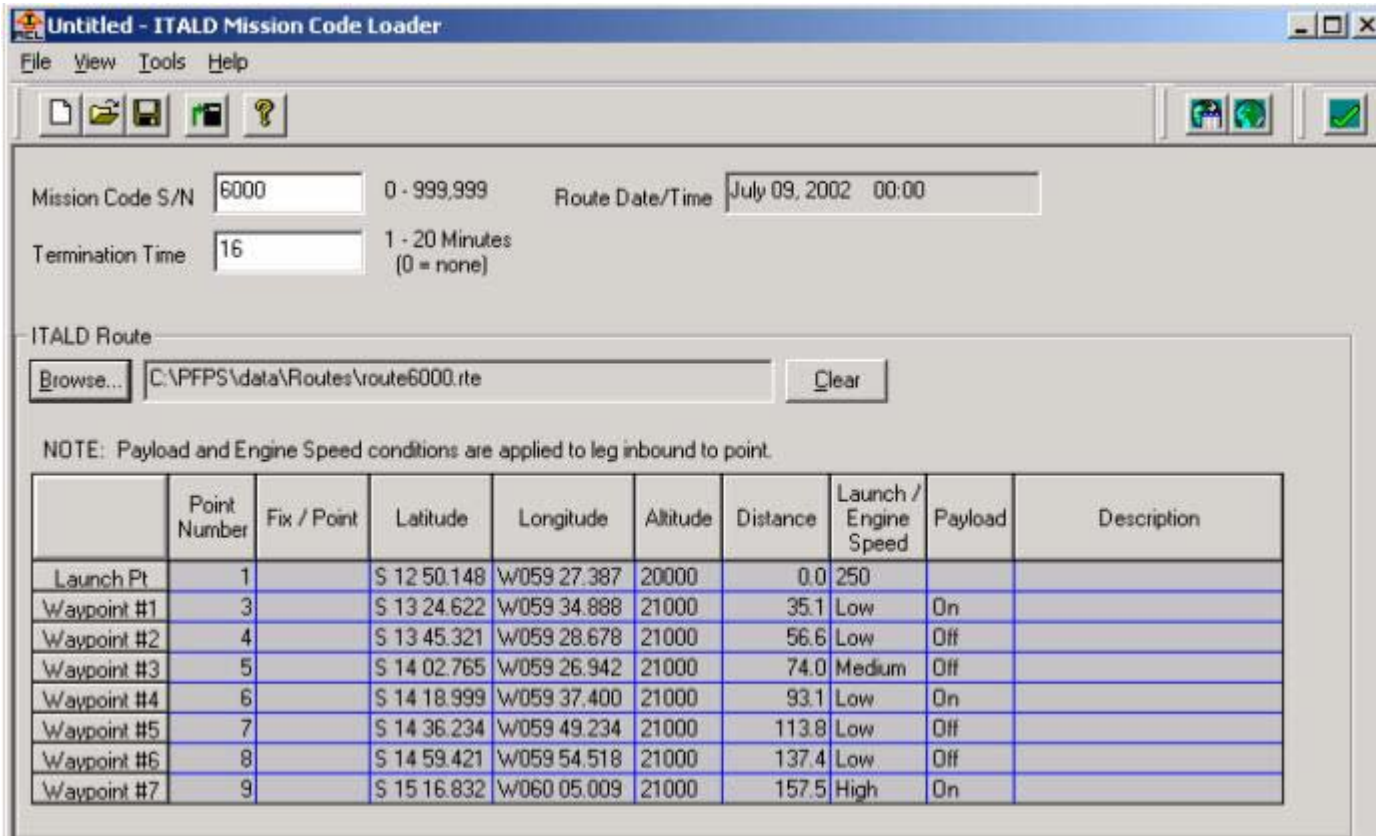 Untitled - ITALD Mission Code Loader
File View Tools Help
Mission Code S/N 6000 0 - 999,999 Route Date/Time July 09, 2002 00:00
Termination Time 16 1 - 20 Minutes
(0 = none)
ITALD Route
Browse... C:\PFPS\data\Routes\route6000.rte Clear
NOTE: Payload and Engine Speed conditions are applied to leg inbound to point.
Point Number Fix / Point Latitude Longitude Altitude Distance Launch / Engine Speed Payload Description
Launch Pt 1 S 12 50.148 W059 27.387 20000 0.0 250
Waypoint #1 3 S 13 24.622 W059 34.888 21000 35.1 Low On
Waypoint #2 4 S 13 45.321 W059 28.678 21000 56.6 Low Off
Waypoint #3 5 S 14 02.765 W059 26.942 21000 74.0 Medium Off
Waypoint #4 6 S 14 18.999 W059 37.400 21000 93.1 Low On
Waypoint #5 7 S 14 36.234 W059 49.234 21000 113.8 Low Off
Waypoint #6 8 S 14 59.421 W059 54.518 21000 137.4 Low Off
Waypoint #7 9 S 15 16.832 W060 05.009 21000 157.5 High On